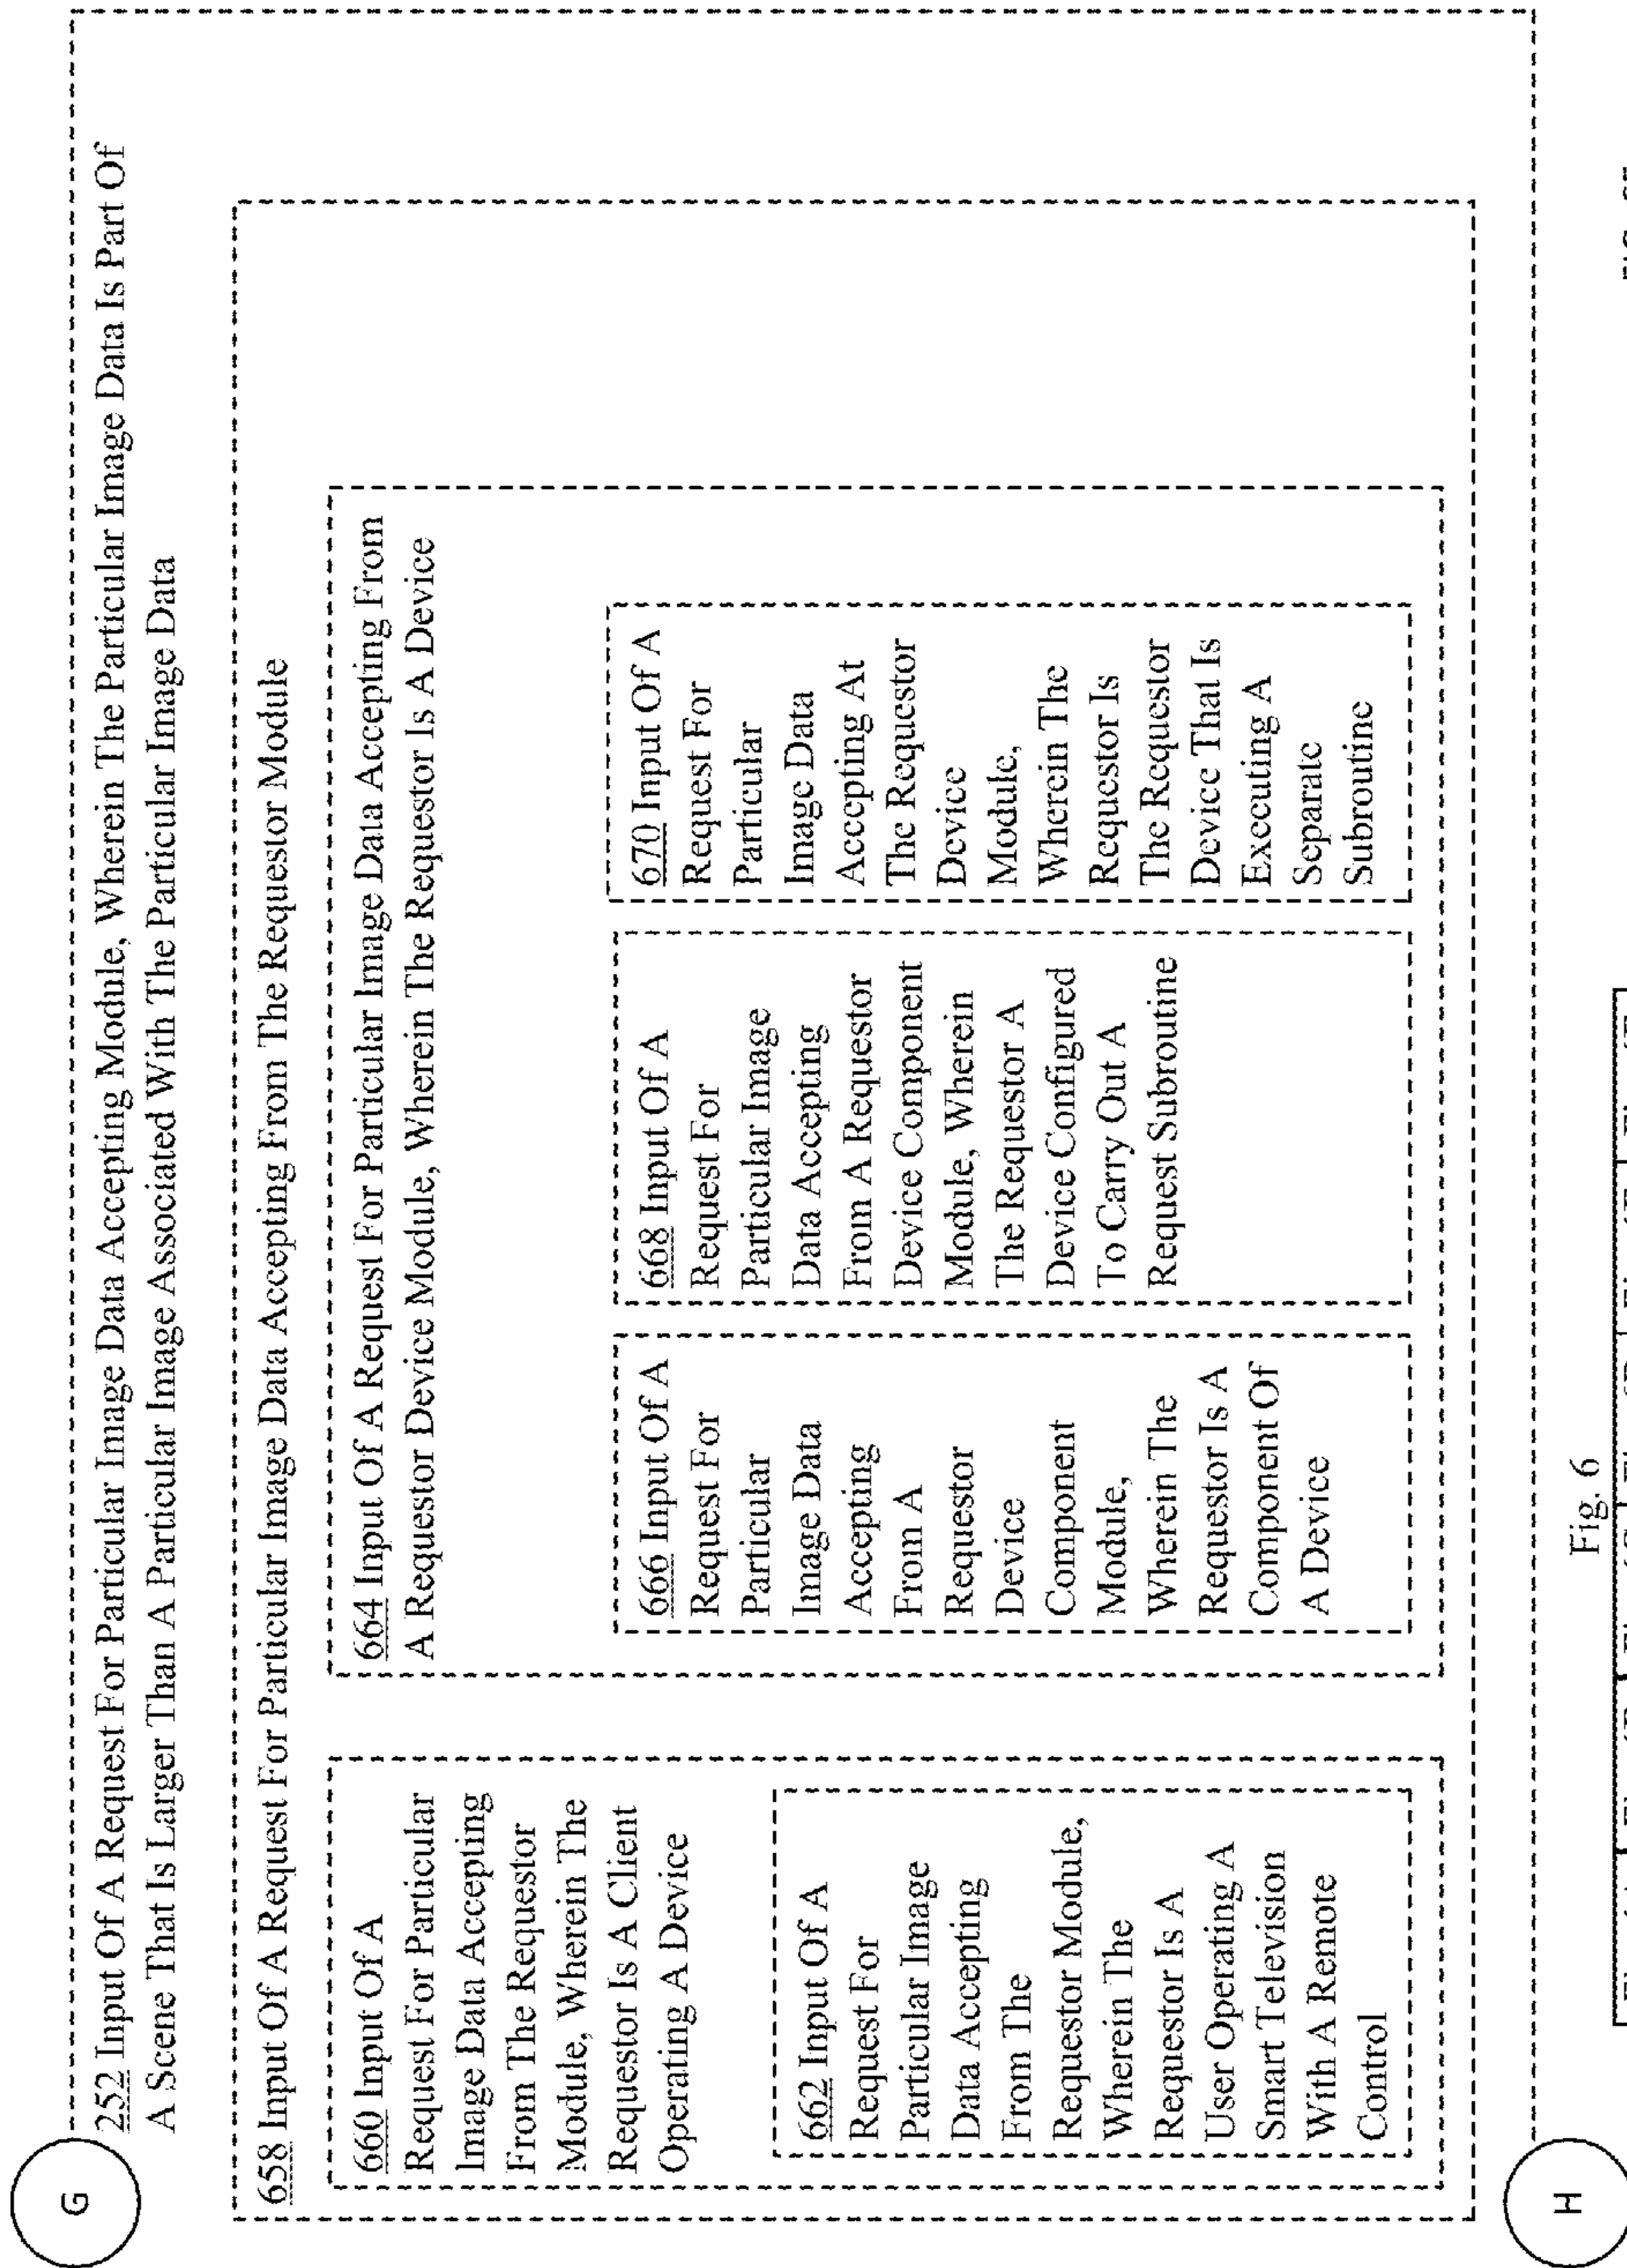 G
252 Input Of A Request For Particular Image Data Accepting Module, Wherein The Particular Image Data Is Part Of
A Scene That Is Larger Than A Particular Image Associated With The Particular Image Data
658 Input Of A Request For Particular Image Data Accepting From The Requestor Module
660 Input Of A
Request For Particular
Image Data Accepting
From The Requestor
Module, Wherein The
Requestor Is A Client
Operating A Device
662 Input Of A
Request For
Particular Image
Data Accepting
From The
Requestor Module,
Wherein The
Requestor Is A
User Operating A
Smart Television
With A Remote
Control
664 Input Of A Request For Particular Image Data Accepting From
A Requestor Device Module, Wherein The Requestor Is A Device
666 Input Of A
Request For
Particular
Image Data
Accepting
From A
Requestor
Device
Component
Module,
Wherein The
Requestor Is A
Component Of
A Device
668 Input Of A
Request For
Particular Image
Data Accepting
From A Requestor
Device Component
Module, Wherein
The Requestor A
Device Configured
To Carry Out A
Request Subroutine
670 Input Of A
Request For
Particular
Image Data
Accepting At
The Requestor
Device
Module,
Wherein The
Requestor Is
The Requestor
Device That Is
Executing A
Separate
Subroutine
H
Fig. 6